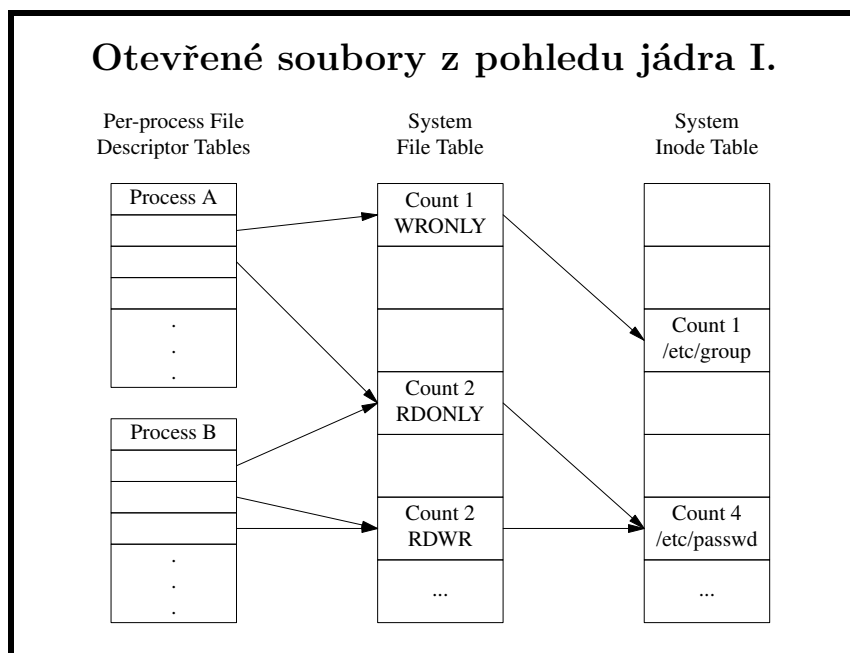 Otevřené soubory z pohledu jádra I.
Per-process File
Descriptor Tables
System
File Table
System
Inode Table
Process A
.
.
.
Process B
.
.
.
Count 1
WRONLY
Count 2
RDONLY
Count 2
RDWR
...
Count 1
/etc/group
Count 4
/etc/passwd
...